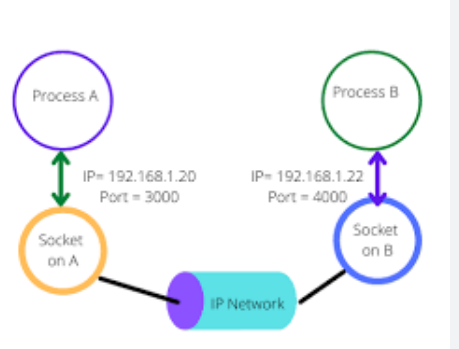 Process A
Process B
IP= 192.168.1.20
Port = 3000
IP= 192.168.1.22
Port = 4000
Socket
on A
Socket
on B
IP Network